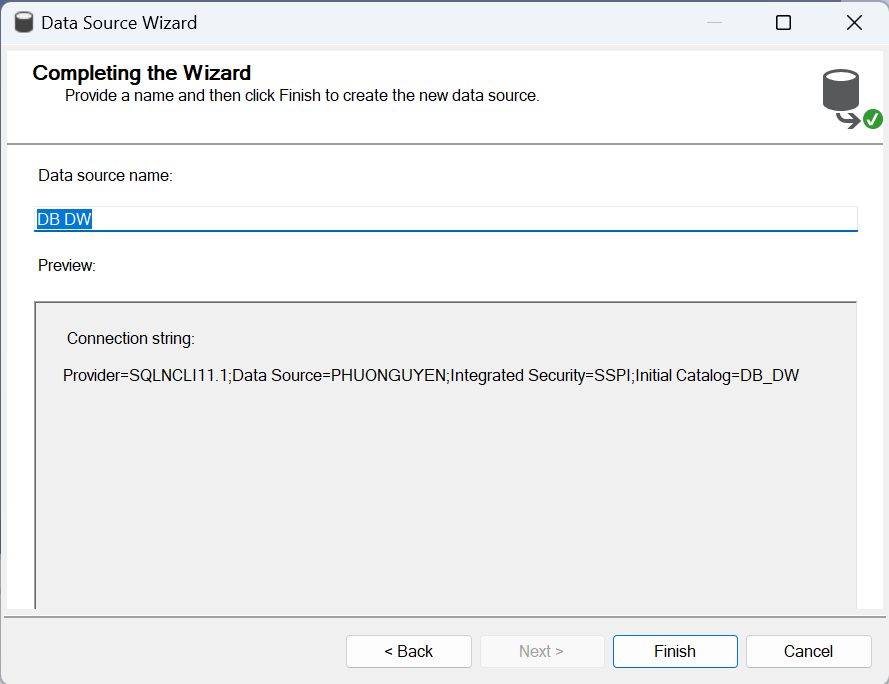 Data Source Wizard
Completing the Wizard
Provide a name and then click Finish to create the new data source.
Data source name:
DB DW
Preview:
Connection string:
Provider=SQLNCLI11.1;Data Source=PHUONGUYEN;Integrated Security=SSPI;Initial Catalog=DB_DW
< Back
Next >
Finish
Cancel